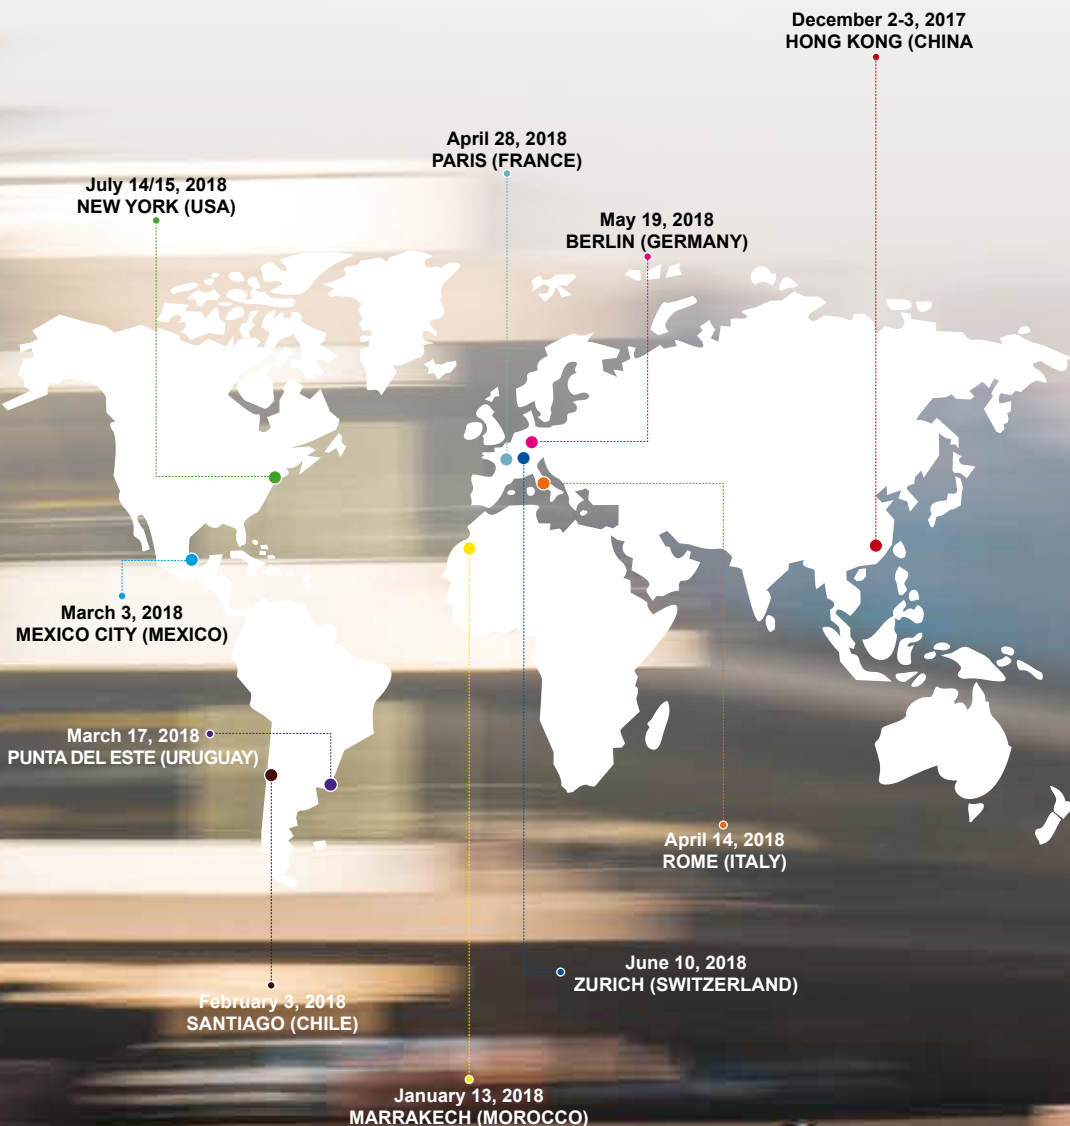 December 2-3, 2017
HONG KONG (CHINA
April 28, 2018
PARIS (FRANCE)
July 14/15, 2018
NEW YORK (USA)
May 19, 2018
BERLIN (GERMANY)
March 3, 2018
MEXICO CITY (MEXICO)
March 17, 2018
PUNTA DEL ESTE (URUGUAY)
April 14, 2018
ROME (ITALY)
June 10, 2018
ZURICH (SWITZERLAND)
February 3, 2018
SANTIAGO (CHILE)
January 13, 2018
MARRAKECH (MOROCCO)